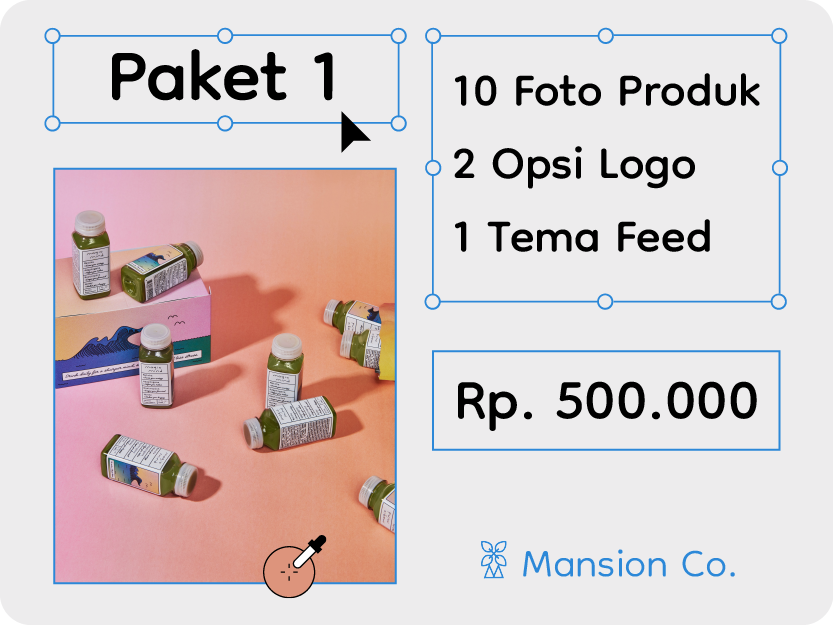 Paket 1
10 Foto Produk
2 Opsi Logo
1 Tema Feed
Rp. 500.000
Mansion Co.